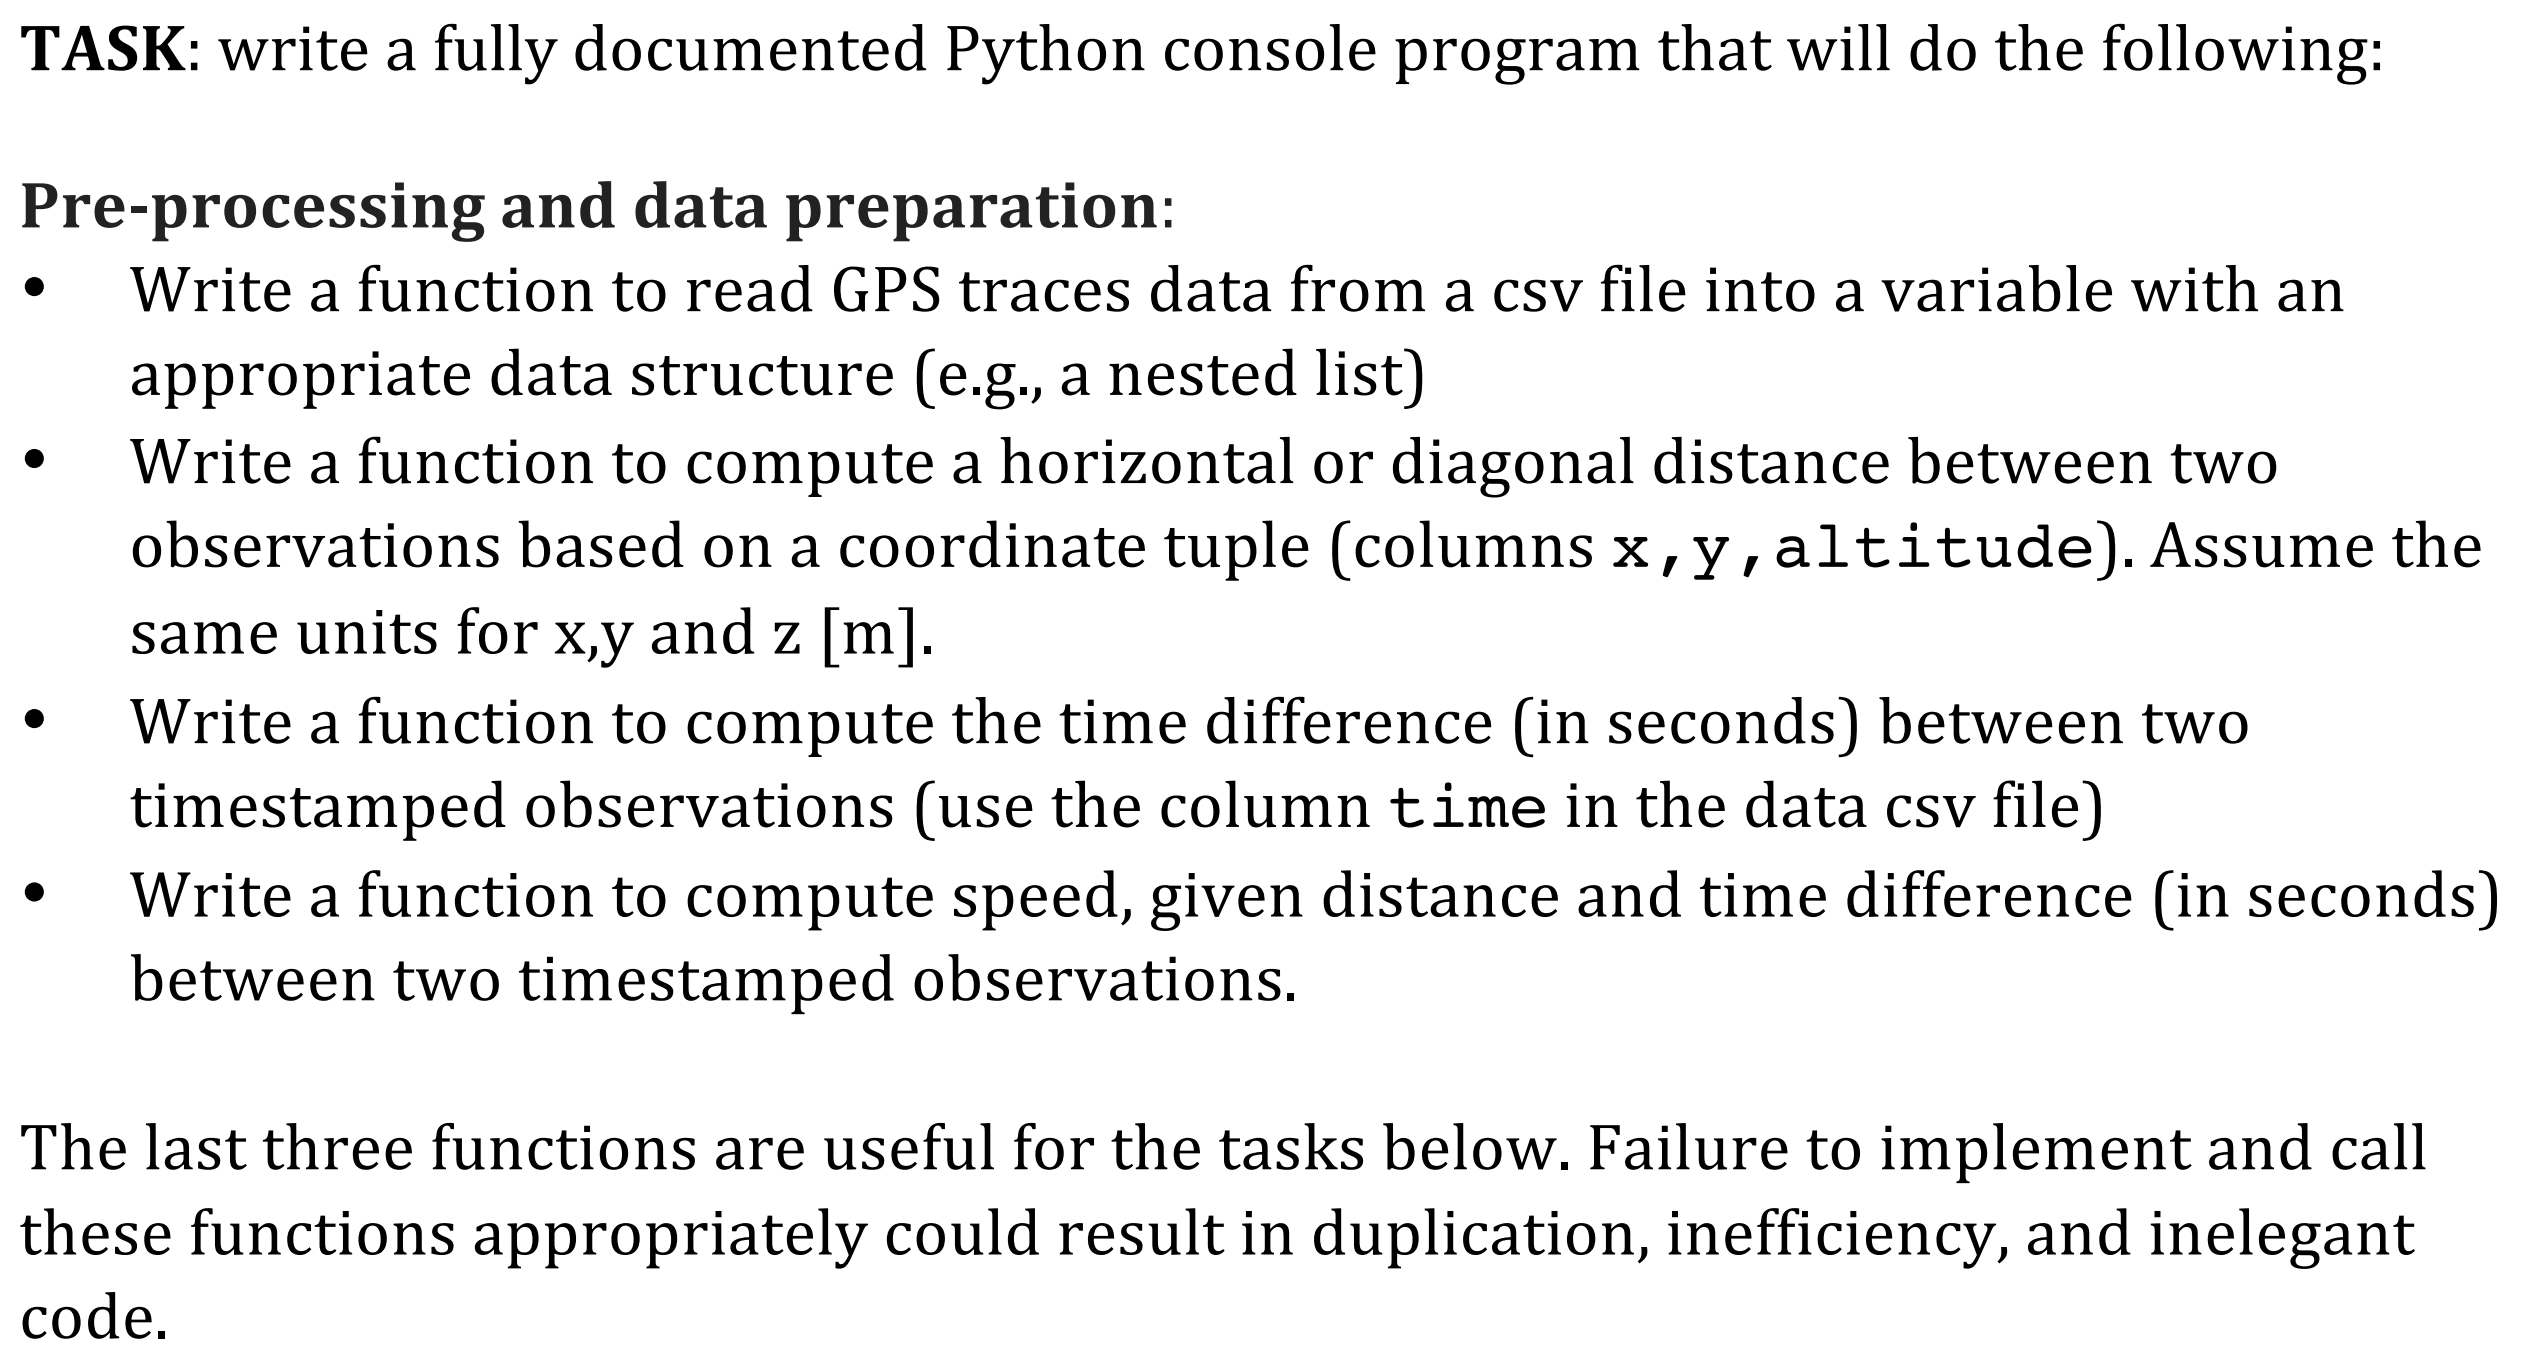 TASK: write a fully documented Python console program that will do the following:
Pre-processing and data preparation:
• Write a function to read GPS traces data from a csv file into a variable with an
appropriate data structure (e.g., a nested list)
• Write a function to compute a horizontal or diagonal distance between two
observations based on a coordinate tuple (columns x,y,altitude). Assume the
same units for x,y and z [m].
• Write a function to compute the time difference (in seconds) between two
timestamped observations (use the column time in the data csv file)
• Write a function to compute speed, given distance and time difference (in seconds)
between two timestamped observations.
The last three functions are useful for the tasks below. Failure to implement and call
these functions appropriately could result in duplication, inefficiency, and inelegant
code.